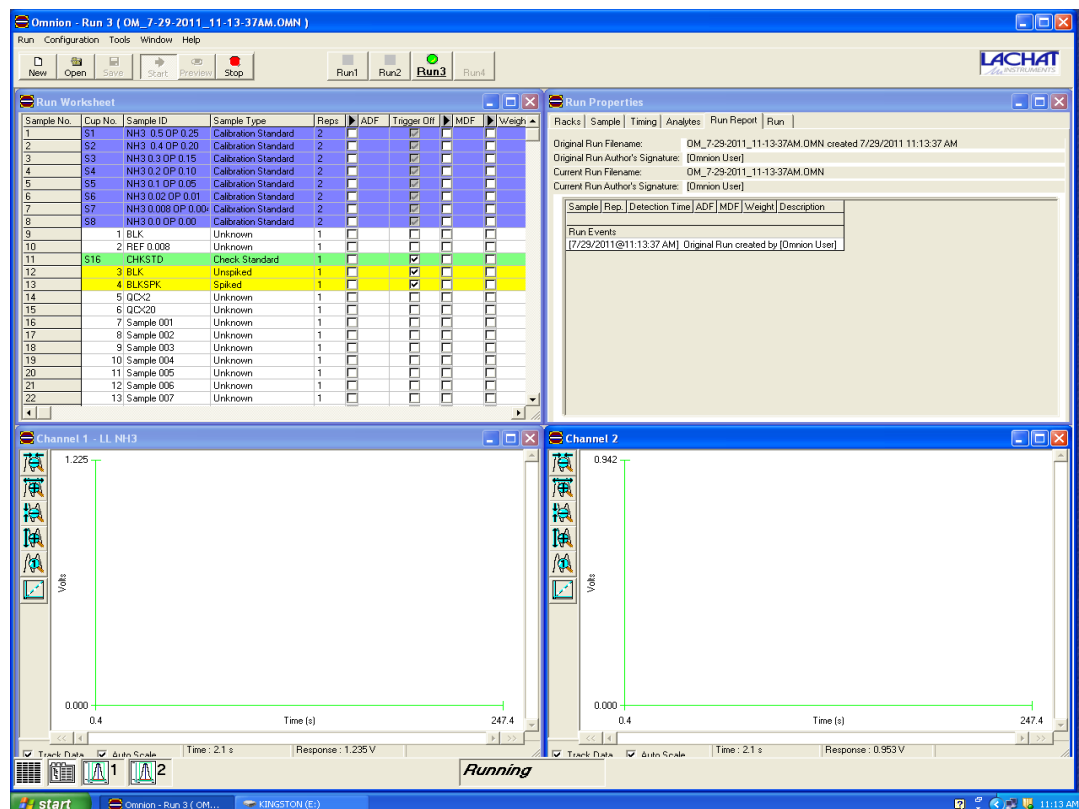 Omnion - Run 3 ( OM_7-29-2011_11-13-37AM.OMN )
Run Configuration Tools Window Help
New Open Save Start Preview Stop Run1 Run2 Run3 Run4
LACHAT
INSTRUMENTS
Run Worksheet
Sample No. Cup No. Sample ID Sample Type Reps ADF Trigger Off MDF Weigh
1 S1 NH3 0.5 OP 0.25 Calibration Standard 2
2 S2 NH3 0.4 OP 0.20 Calibration Standard 2
3 S3 NH3 0.3 OP 0.15 Calibration Standard 2
4 S4 NH3 0.2 OP 0.10 Calibration Standard 2
5 S5 NH3 0.1 OP 0.05 Calibration Standard 2
6 S6 NH3 0.02 OP 0.01 Calibration Standard 2
7 S7 NH3 0.008 OP 0.00 Calibration Standard 2
8 S8 NH3 0.0 OP 0.00 Calibration Standard 2
9 1 BLK Unknown 1
10 2 REF 0.008 Unknown 1
11 S16 CHKSTD Check Standard 1
12 3 BLK Unspiked 1
13 4 BLKSPK Spiked 1
14 5 QCX2 Unknown 1
15 6 QCX20 Unknown 1
16 7 Sample 001 Unknown 1
17 8 Sample 002 Unknown 1
18 9 Sample 003 Unknown 1
19 10 Sample 004 Unknown 1
20 11 Sample 005 Unknown 1
21 12 Sample 006 Unknown 1
22 13 Sample 007 Unknown 1
Run Properties
Racks Sample Timing Analytes Run Report Run
Original Run Filename: OM_7-29-2011_11-13-37AM.OMN created 7/29/2011 11:13:37 AM
Original Run Author's Signature: [Omnion User]
Current Run Filename: OM_7-29-2011_11-13-37AM.OMN
Current Run Author's Signature: [Omnion User]
Sample Rep. Detection Time ADF MDF Weight Description
Run Events
[7/29/2011@11:13:37 AM] Original Run created by [Omnion User]
Channel 1 - LL NH3
1.225
Volts
0.000
0.4 Time (s) 247.4
<< >>
Track Data Auto Scale Time : 2.1 s Response : 1.235 V
Channel 2
0.942
Volts
0.000
0.4 Time (s) 247.4
<< >>
Track Data Auto Scale Time : 2.1 s Response : 0.953 V
1 2 Running
start Omnion - Run 3 ( OM... KINGSTON (E:) 11:13 AM